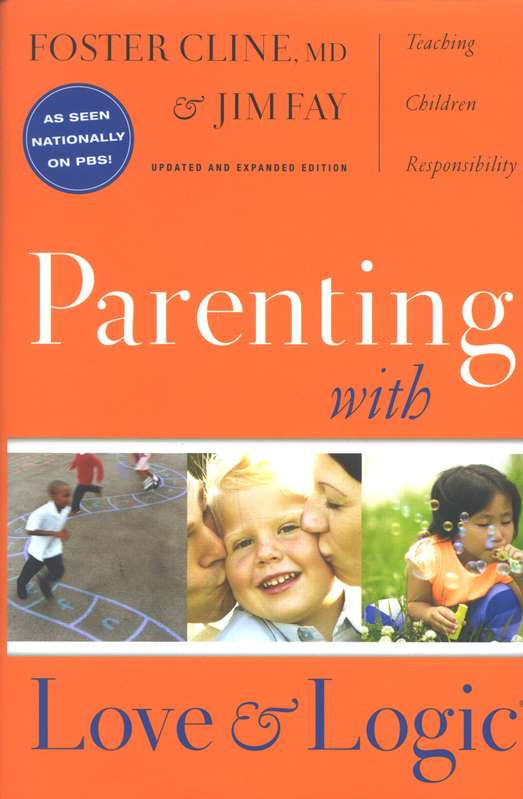 FOSTER CLINE, MD
& JIM FAY
UPDATED AND EXPANDED EDITION
Teaching
Children
Responsibility
AS SEEN
NATIONALLY
ON PBS!
Parenting
with
Love & Logic